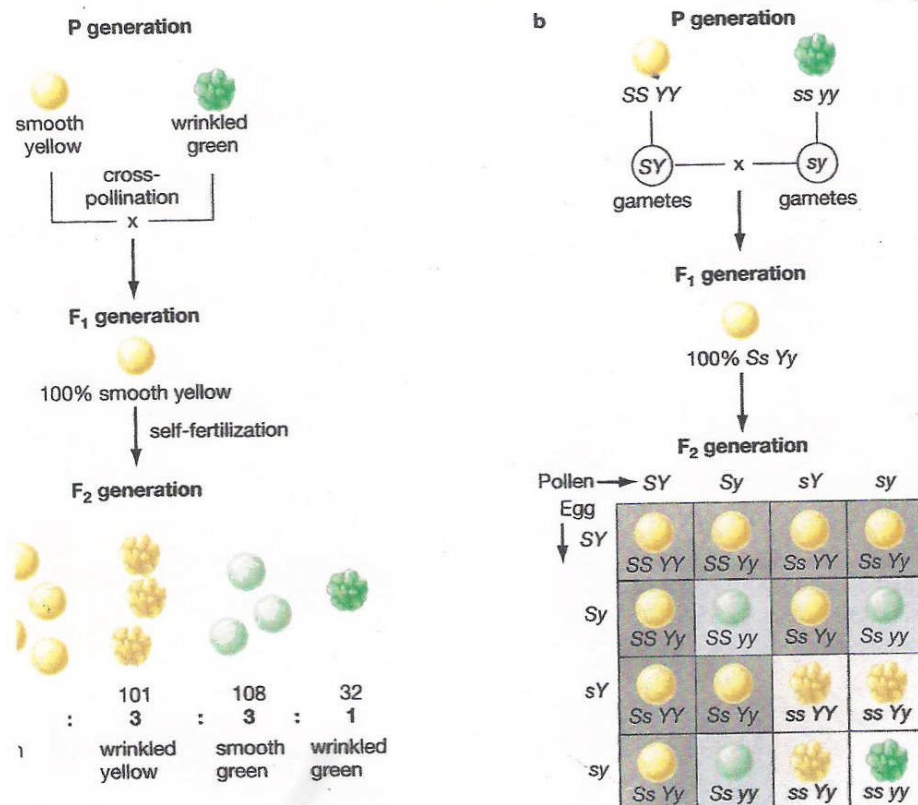 P generation
smooth
yellow
wrinkled
green
cross-
pollination
x
F₁ generation
100% smooth yellow
self-fertilization
F₂ generation
101 108 32
: 3 : 3 : 1
wrinkled
yellow
smooth
green
wrinkled
green
b
P generation
SS YY
ss yy
SY x sy
gametes gametes
F₁ generation
100% Ss Yy
F₂ generation
Pollen SY Sy sY sy
Egg
SY
SS YY SS Yy Ss YY Ss Yy
Sy
SS Yy SS yy Ss Yy Ss yy
sY
Ss YY Ss Yy ss YY ss Yy
sy
Ss Yy Ss yy ss Yy ss yy